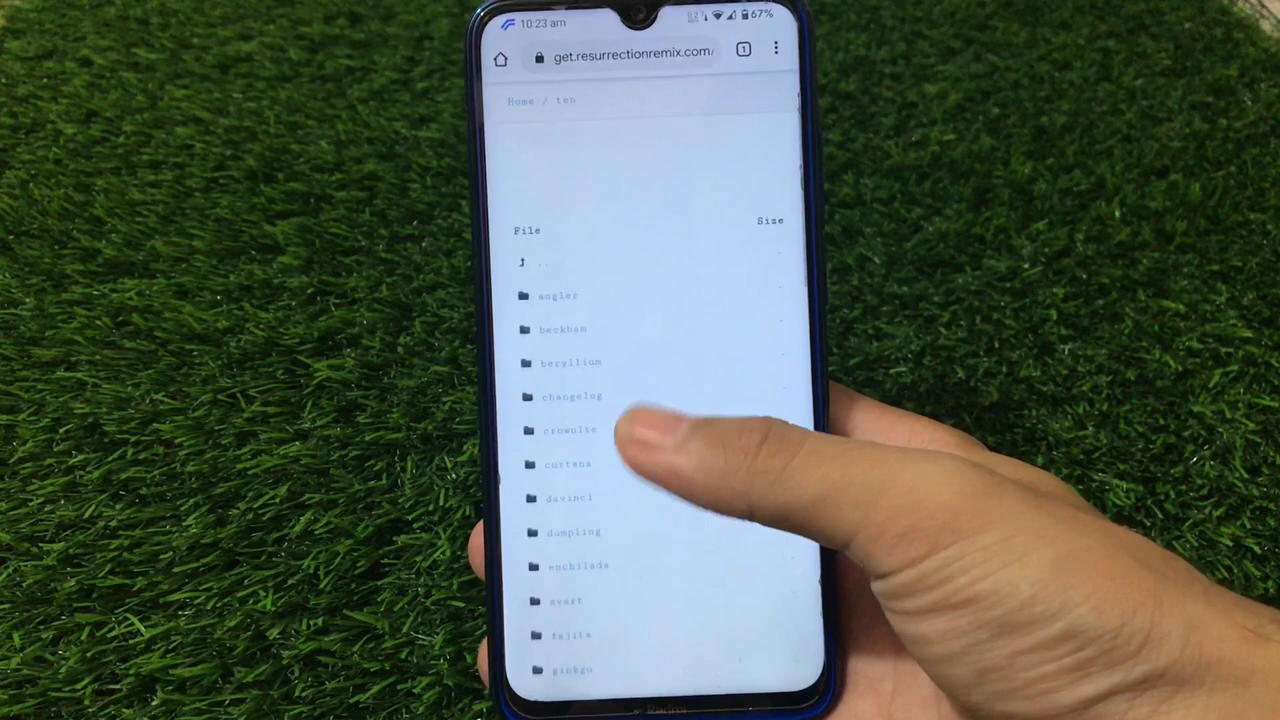 10:23 am 67%
get.resurrectionremix.com/ 1
Home / ten
File Size
..
angler
beckham
beryllium
changelog
crownlte
curtana
davinci
dumpling
enchilada
evert
fajita
ginkgo
Redmi